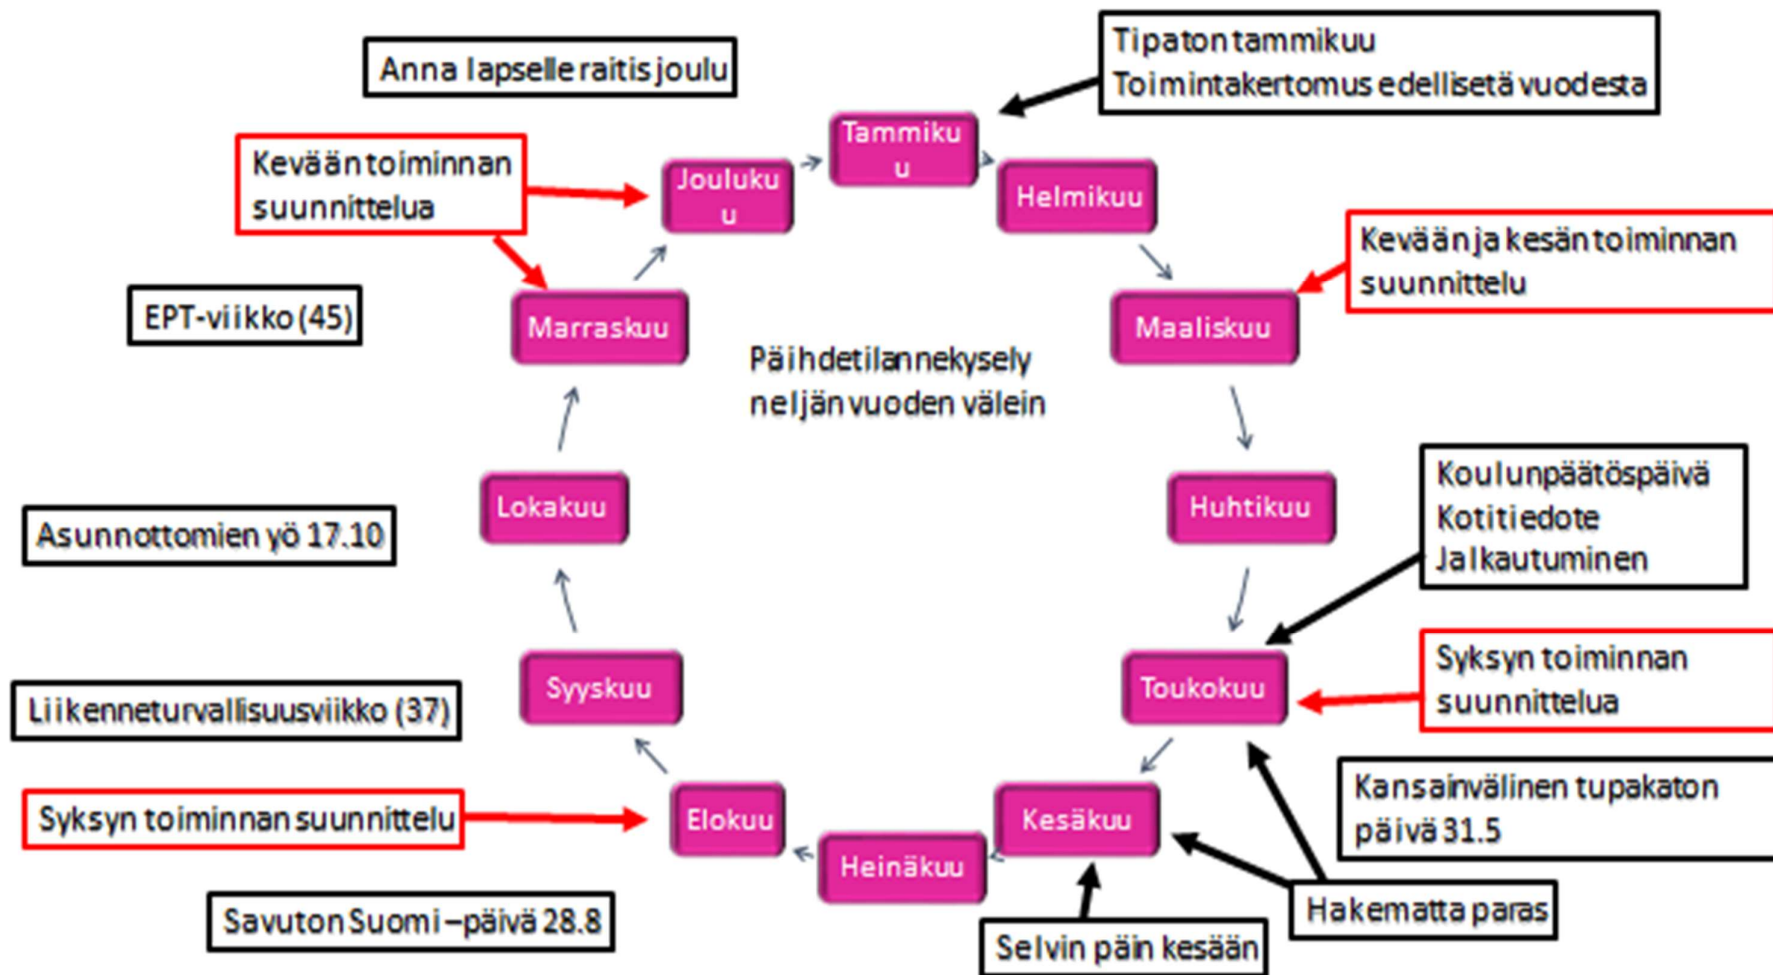 Anna lapselle raitis joulu
Tipaton tammikuu
Toimintakertomus edellisetä vuodesta
Tammiku
u
Kevään toiminnan
suunnittelua
Jouluku
u
Helmikuu
Kevään ja kesän toiminnan
suunnittelu
EPT-viikko (45)
Marraskuu
Maaliskuu
Päihdetilannekysely
neljän vuoden välein
Lokakuu
Huhtikuu
Koulunpäätöspäivä
Kotitiedote
Jalkautuminen
Asunnottomien yö 17.10
Syyskuu
Toukokuu
Syksyn toiminnan
suunnittelua
Liikenneturvallisuusviikko (37)
Kansainvälinen tupakaton
päivä 31.5
Syksyn toiminnan suunnittelu
Elokuu
Kesäkuu
Heinäkuu
Hakematta paras
Savuton Suomi –päivä 28.8
Selvin päin kesään